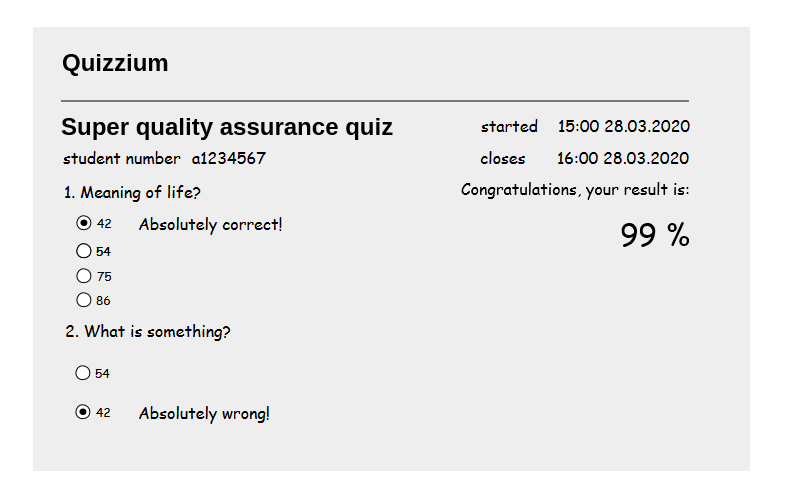 Quizzium
Super quality assurance quiz
started 15:00 28.03.2020
student number a1234567
closes 16:00 28.03.2020
1. Meaning of life?
Congratulations, your result is:
42 Absolutely correct!
99 %
54
75
86
2. What is something?
54
42 Absolutely wrong!